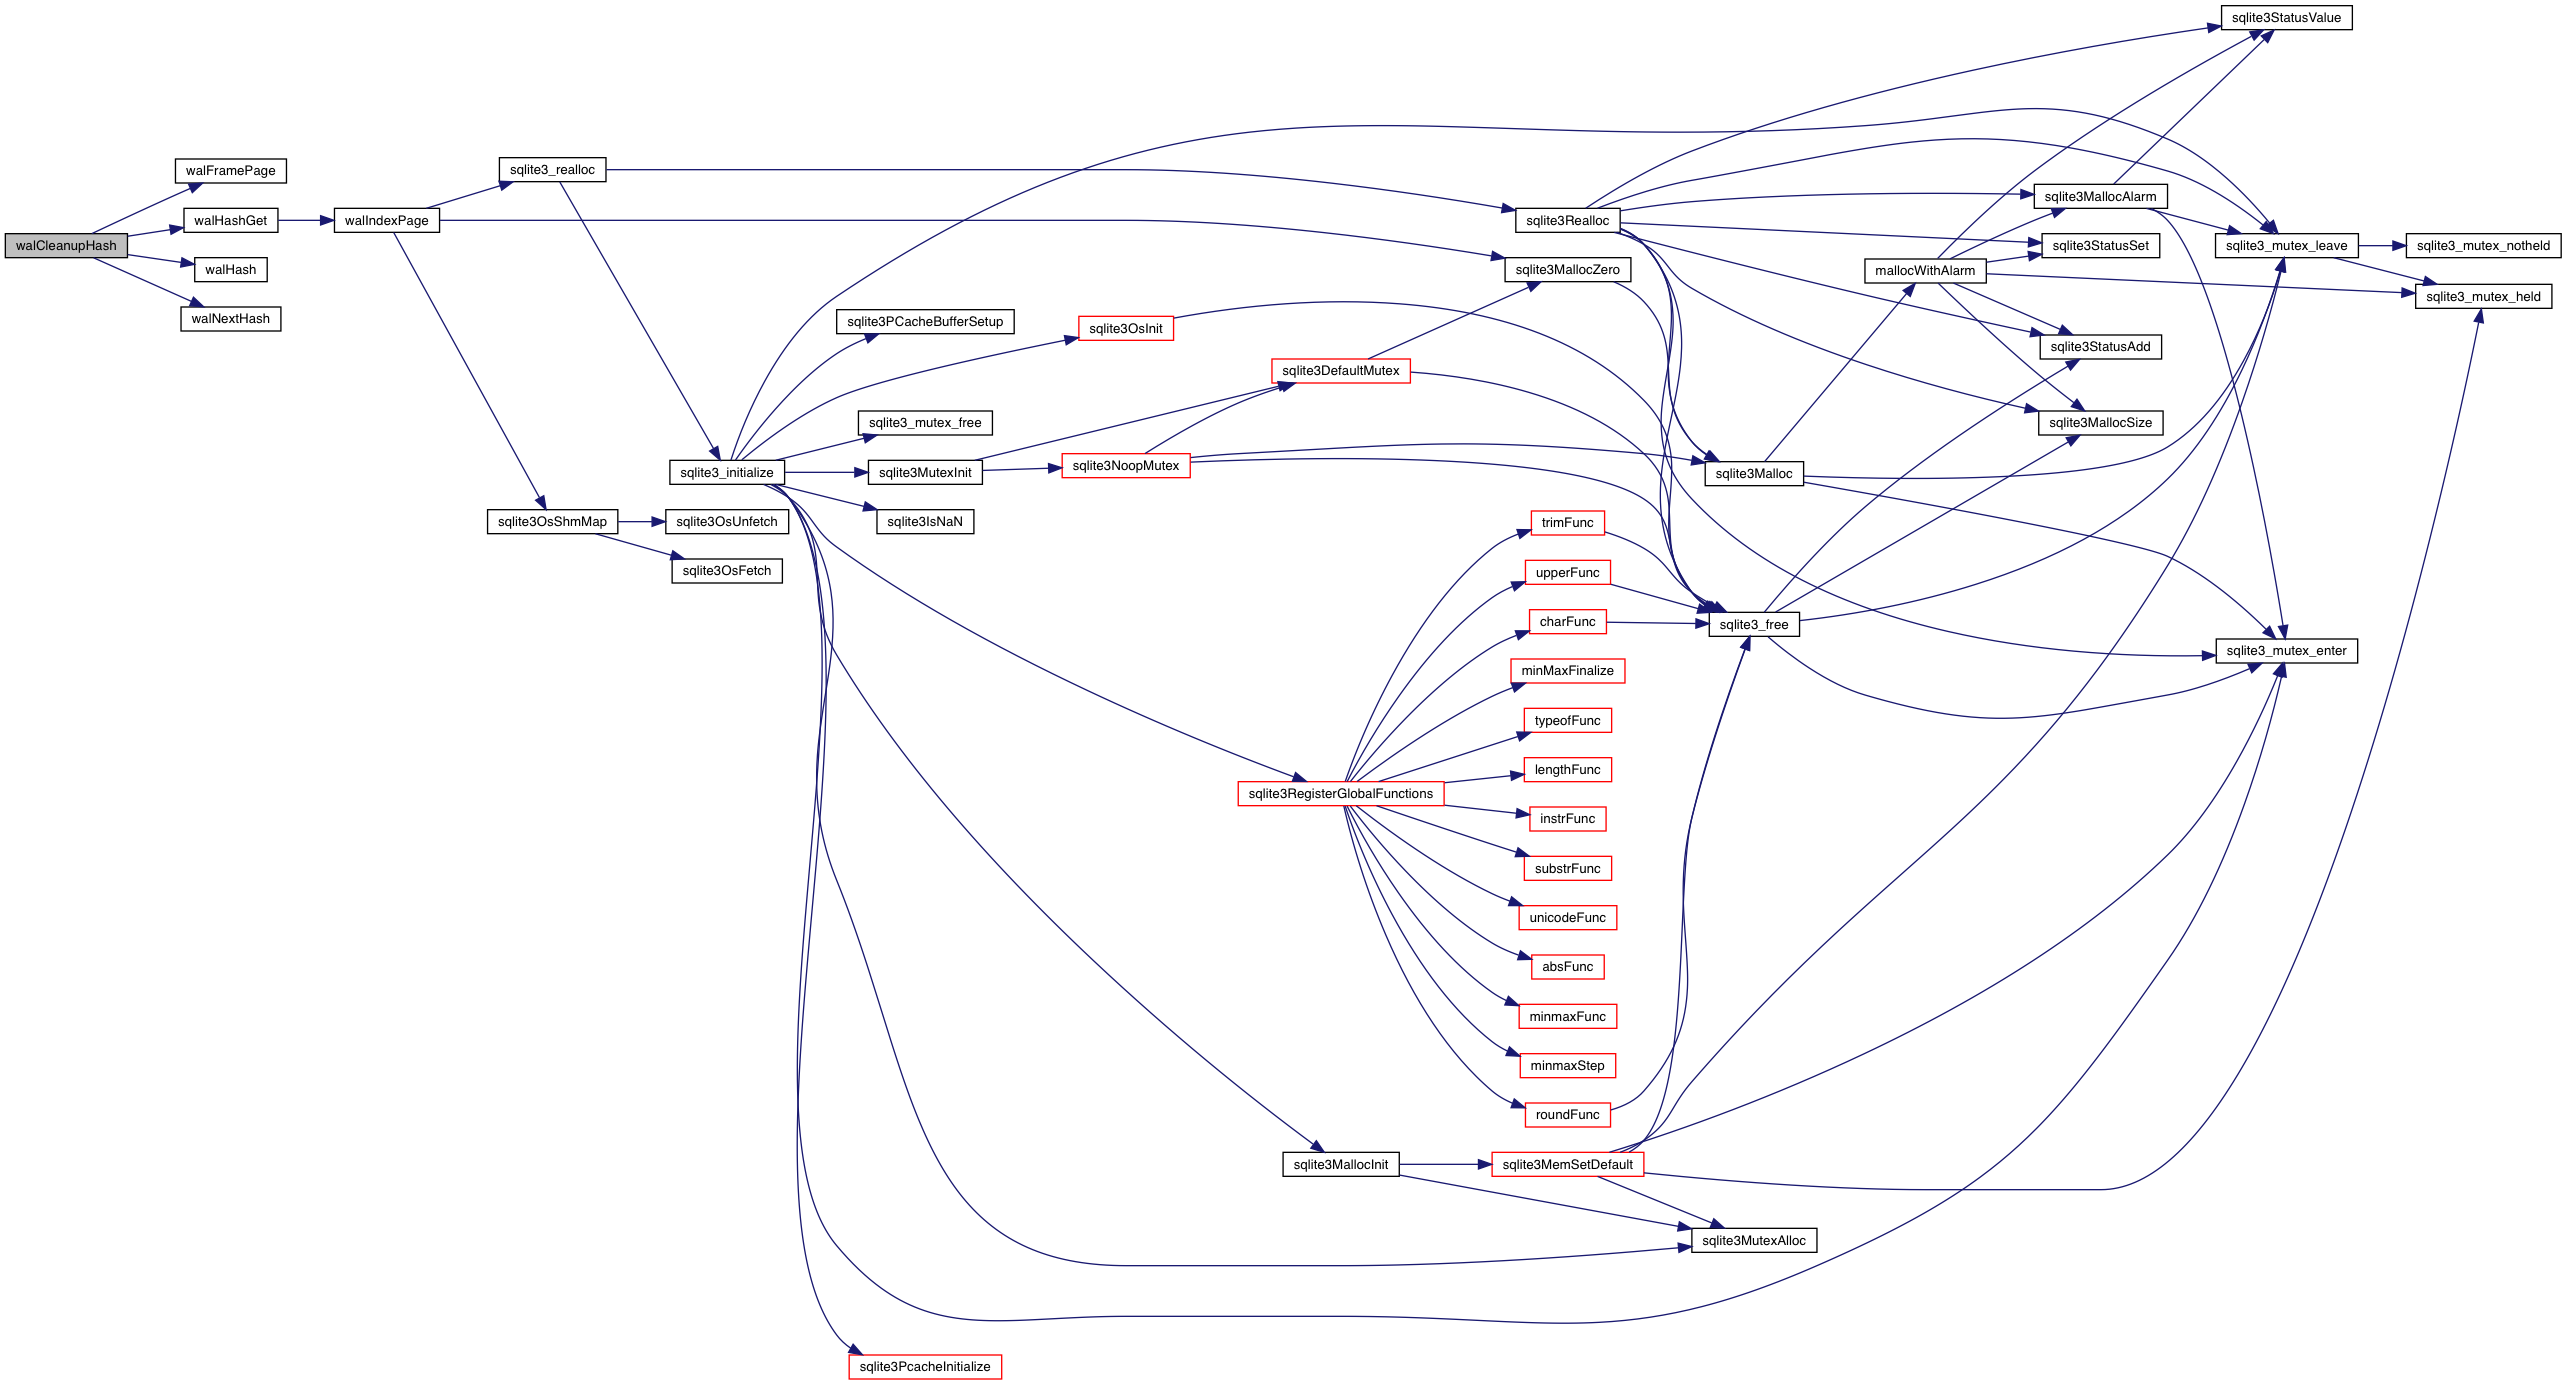 walCleanupHash
walFramePage
walHashGet
walHash
walNextHash
walIndexPage
sqlite3_realloc
sqlite3OsShmMap
sqlite3_initialize
sqlite3OsUnfetch
sqlite3OsFetch
sqlite3PCacheBufferSetup
sqlite3_mutex_free
sqlite3MutexInit
sqlite3IsNaN
sqlite3PcacheInitialize
sqlite3OsInit
sqlite3NoopMutex
sqlite3DefaultMutex
sqlite3RegisterGlobalFunctions
sqlite3MallocInit
sqlite3Realloc
sqlite3MallocZero
trimFunc
upperFunc
charFunc
minMaxFinalize
typeofFunc
lengthFunc
instrFunc
substrFunc
unicodeFunc
absFunc
minmaxFunc
minmaxStep
roundFunc
sqlite3MemSetDefault
sqlite3Malloc
sqlite3_free
sqlite3MutexAlloc
mallocWithAlarm
sqlite3MallocAlarm
sqlite3StatusSet
sqlite3StatusAdd
sqlite3MallocSize
sqlite3StatusValue
sqlite3_mutex_leave
sqlite3_mutex_enter
sqlite3_mutex_notheld
sqlite3_mutex_held